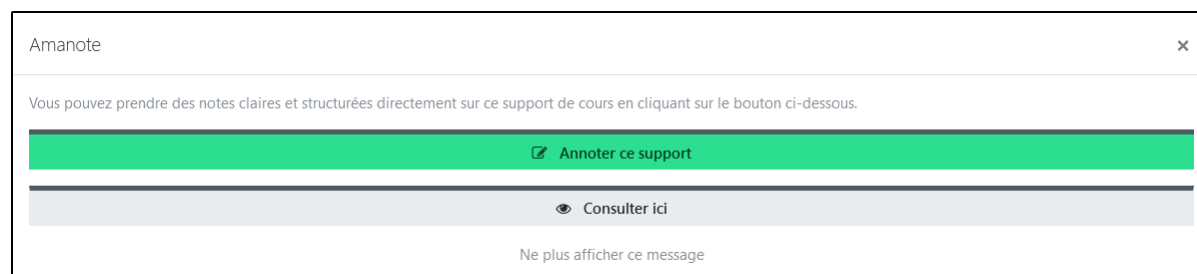 Amanote
×
Vous pouvez prendre des notes claires et structurées directement sur ce support de cours en cliquant sur le bouton ci-dessous.
Annoter ce support
Consulter ici
Ne plus afficher ce message